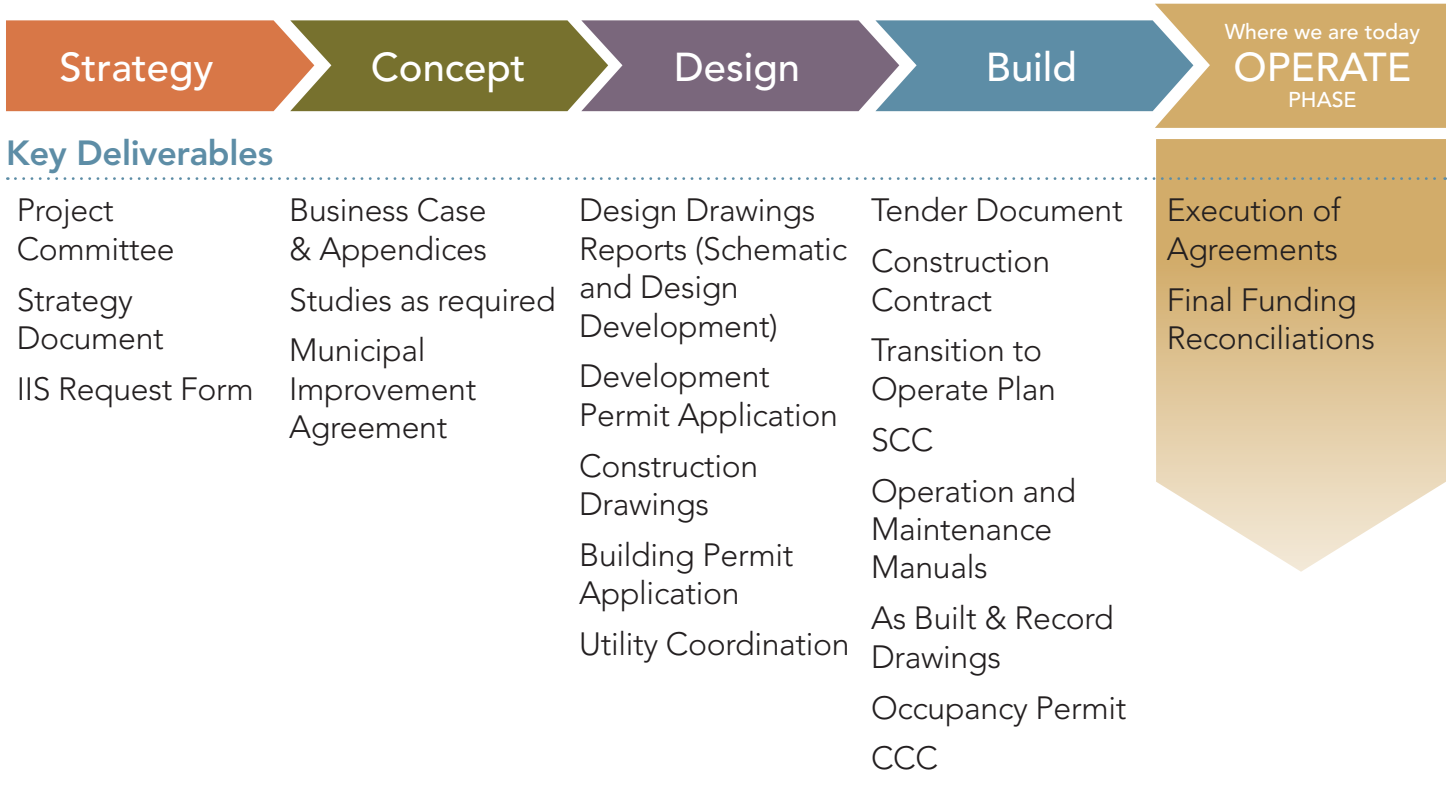 Strategy
Concept
Design
Build
Where we are today
OPERATE
PHASE
Key Deliverables
Project
Committee
Strategy
Document
IIS Request Form
Business Case
& Appendices
Studies as required
Municipal
Improvement
Agreement
Design Drawings
Reports (Schematic
and Design
Development)
Development
Permit Application
Construction
Drawings
Building Permit
Application
Utility Coordination
Tender Document
Construction
Contract
Transition to
Operate Plan
SCC
Operation and
Maintenance
Manuals
As Built & Record
Drawings
Occupancy Permit
CCC
Execution of
Agreements
Final Funding
Reconciliations